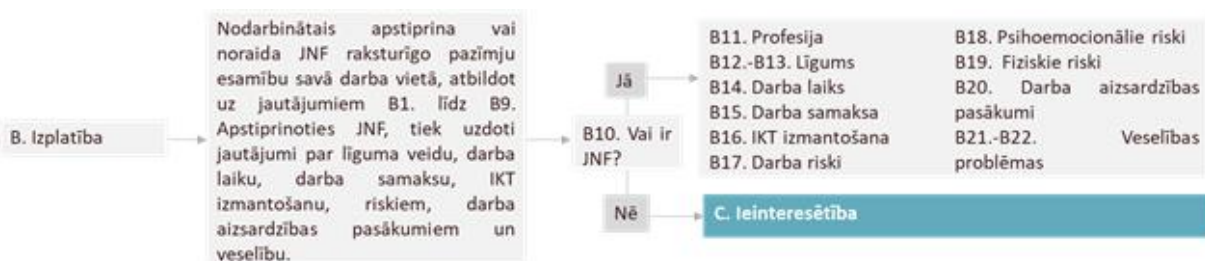 B. Izplatība
Nodarbinātais apstiprina vai
noraida JNF raksturīgo pazīmju
esamību savā darba vietā, atbildot
uz jautājumiem B1. līdz B9.
Apstiprinoties JNF, tiek uzdoti
jautājumi par līguma veidu, darba
laiku, darba samaksu, IKT
izmantošanu, riskiem, darba
aizsardzības pasākumiem un
veselību.
B10. Vai ir
JNF?
Jā
B11. Profesija
B12.-B13. Līgums
B14. Darba laiks
B15. Darba samaksa
B16. IKT izmantošana
B17. Darba riski
B18. Psihoemocionālie riski
B19. Fiziskie riski
B20. Darba aizsardzības
pasākumi
B21.-B22. Veselības
problēmas
Nē
C. Ieinteresētība